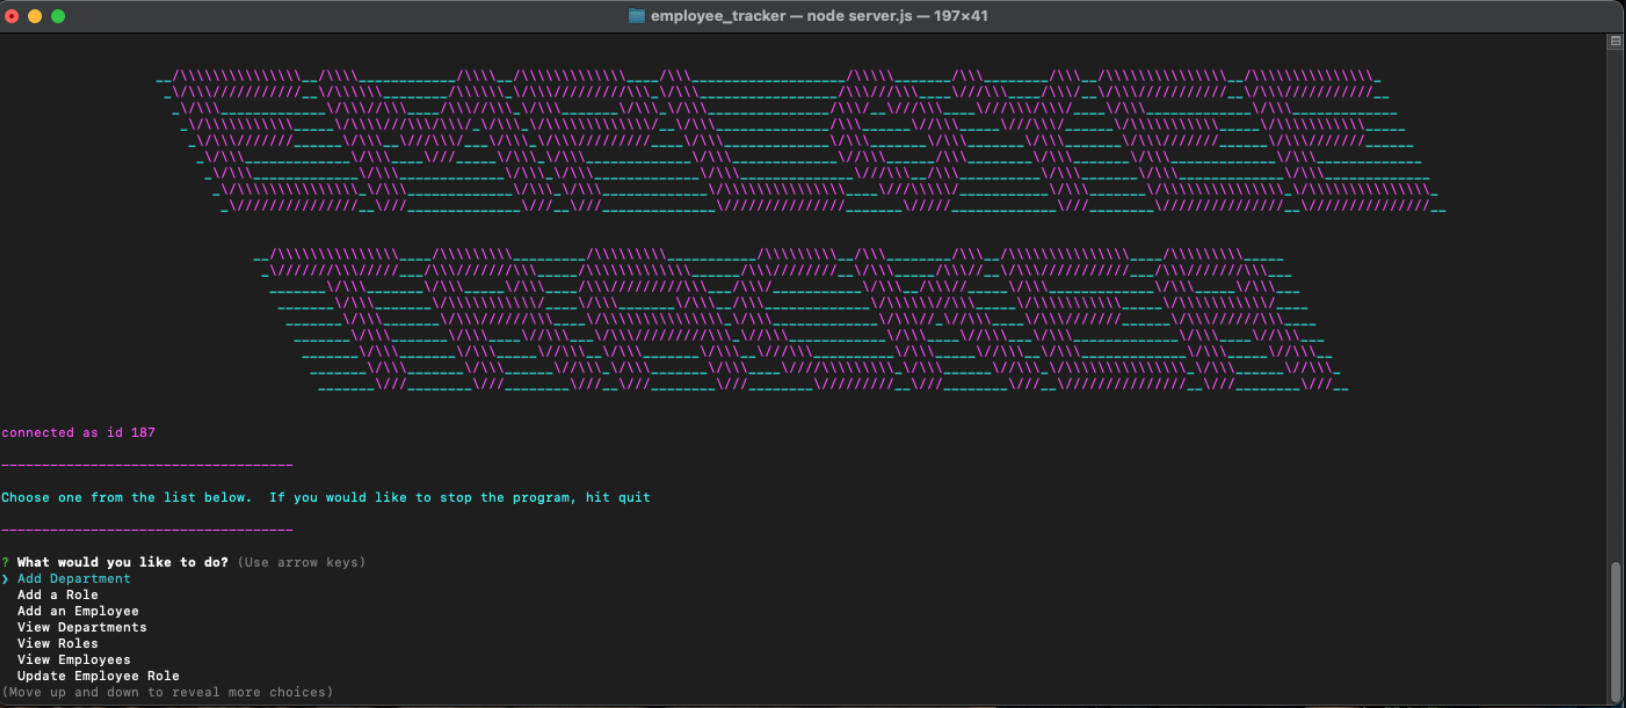 employee_tracker — node server.js — 197×41
EMPLOYEE
TRACKER
connected as id 187
------------------------------------
Choose one from the list below.  If you would like to stop the program, hit quit
------------------------------------
? What would you like to do? (Use arrow keys)
❯ Add Department
Add a Role
Add an Employee
View Departments
View Roles
View Employees
Update Employee Role
(Move up and down to reveal more choices)